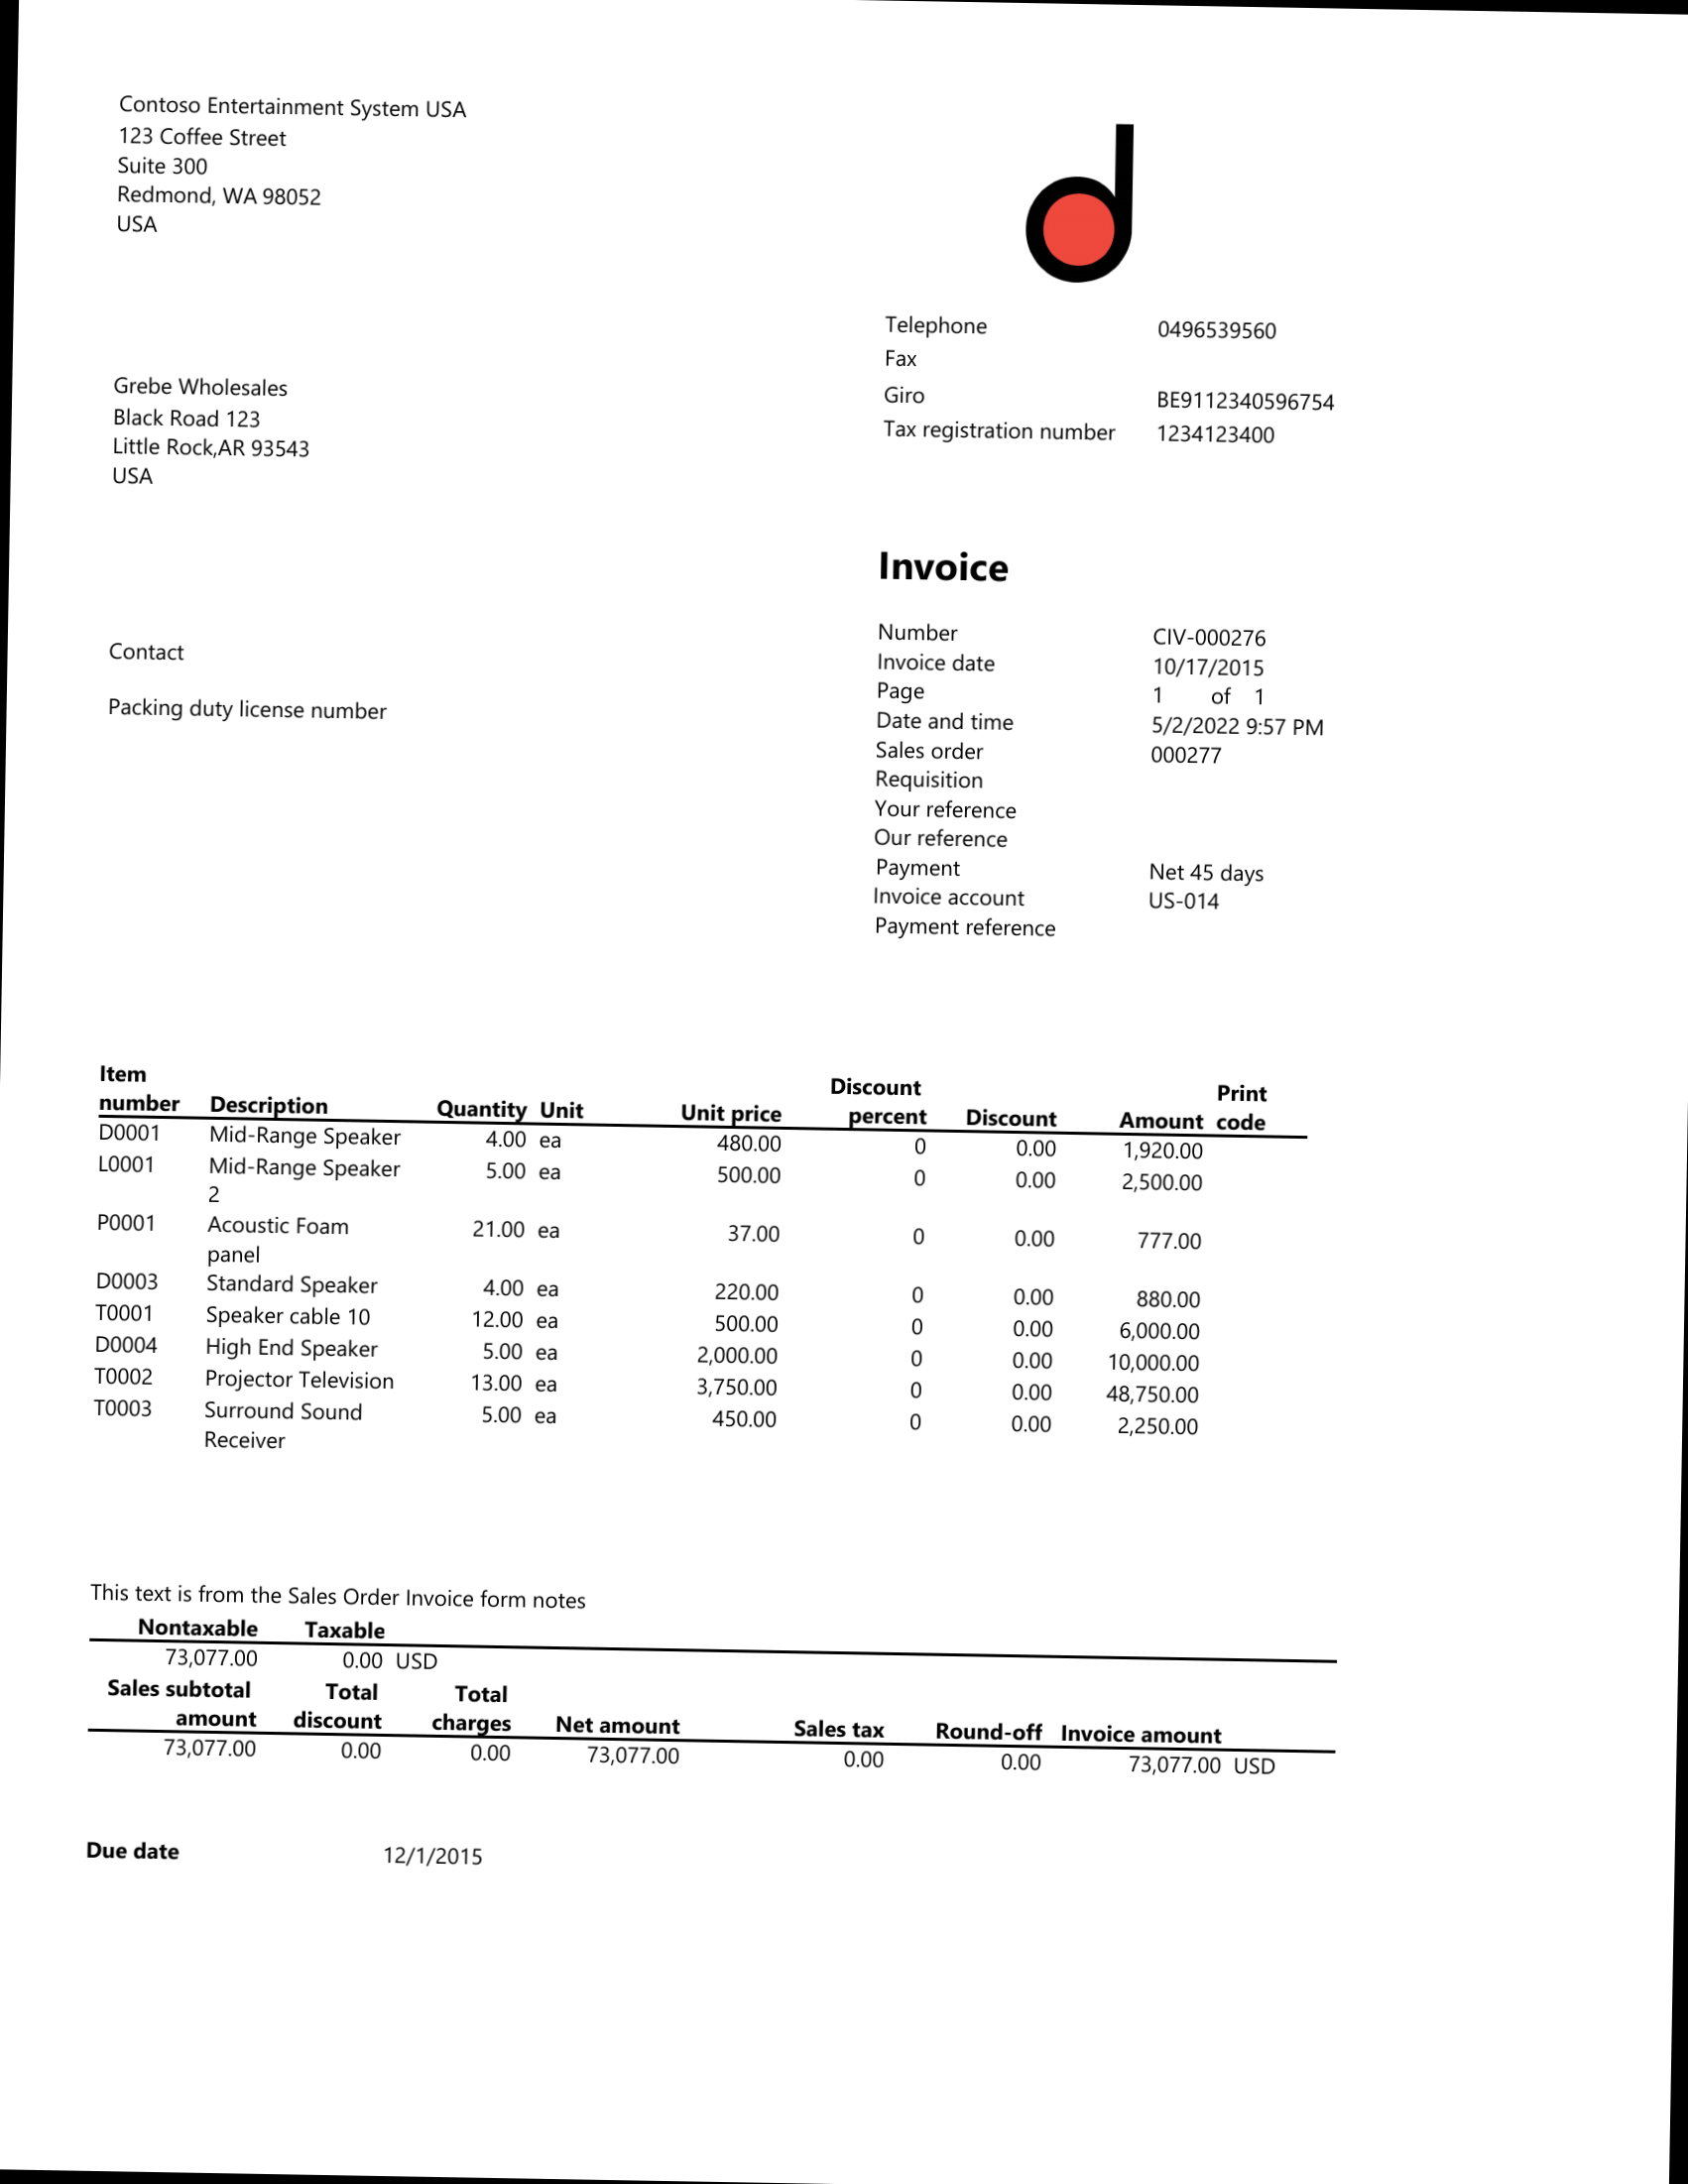 Contoso Entertainment System USA
123 Coffee Street
Suite 300
Redmond, WA 98052
USA
Telephone 0496539560
Fax
Giro BE9112340596754
Tax registration number 1234123400
Grebe Wholesales
Black Road 123
Little Rock,AR 93543
USA
Invoice
Contact
Packing duty license number
Number CIV-000276
Invoice date 10/17/2015
Page 1 of 1
Date and time 5/2/2022 9:57 PM
Sales order 000277
Requisition
Your reference
Our reference
Payment Net 45 days
Invoice account US-014
Payment reference
Item Discount Print
number Description Quantity Unit Unit price percent Discount Amount code
D0001 Mid-Range Speaker 4.00 ea 480.00 0 0.00 1,920.00
L0001 Mid-Range Speaker 5.00 ea 500.00 0 0.00 2,500.00
2
P0001 Acoustic Foam 21.00 ea 37.00 0 0.00 777.00
panel
D0003 Standard Speaker 4.00 ea 220.00 0 0.00 880.00
T0001 Speaker cable 10 12.00 ea 500.00 0 0.00 6,000.00
D0004 High End Speaker 5.00 ea 2,000.00 0 0.00 10,000.00
T0002 Projector Television 13.00 ea 3,750.00 0 0.00 48,750.00
T0003 Surround Sound 5.00 ea 450.00 0 0.00 2,250.00
Receiver
This text is from the Sales Order Invoice form notes
Nontaxable Taxable
73,077.00 0.00 USD
Sales subtotal Total Total
amount discount charges Net amount Sales tax Round-off Invoice amount
73,077.00 0.00 0.00 73,077.00 0.00 0.00 73,077.00 USD
Due date 12/1/2015